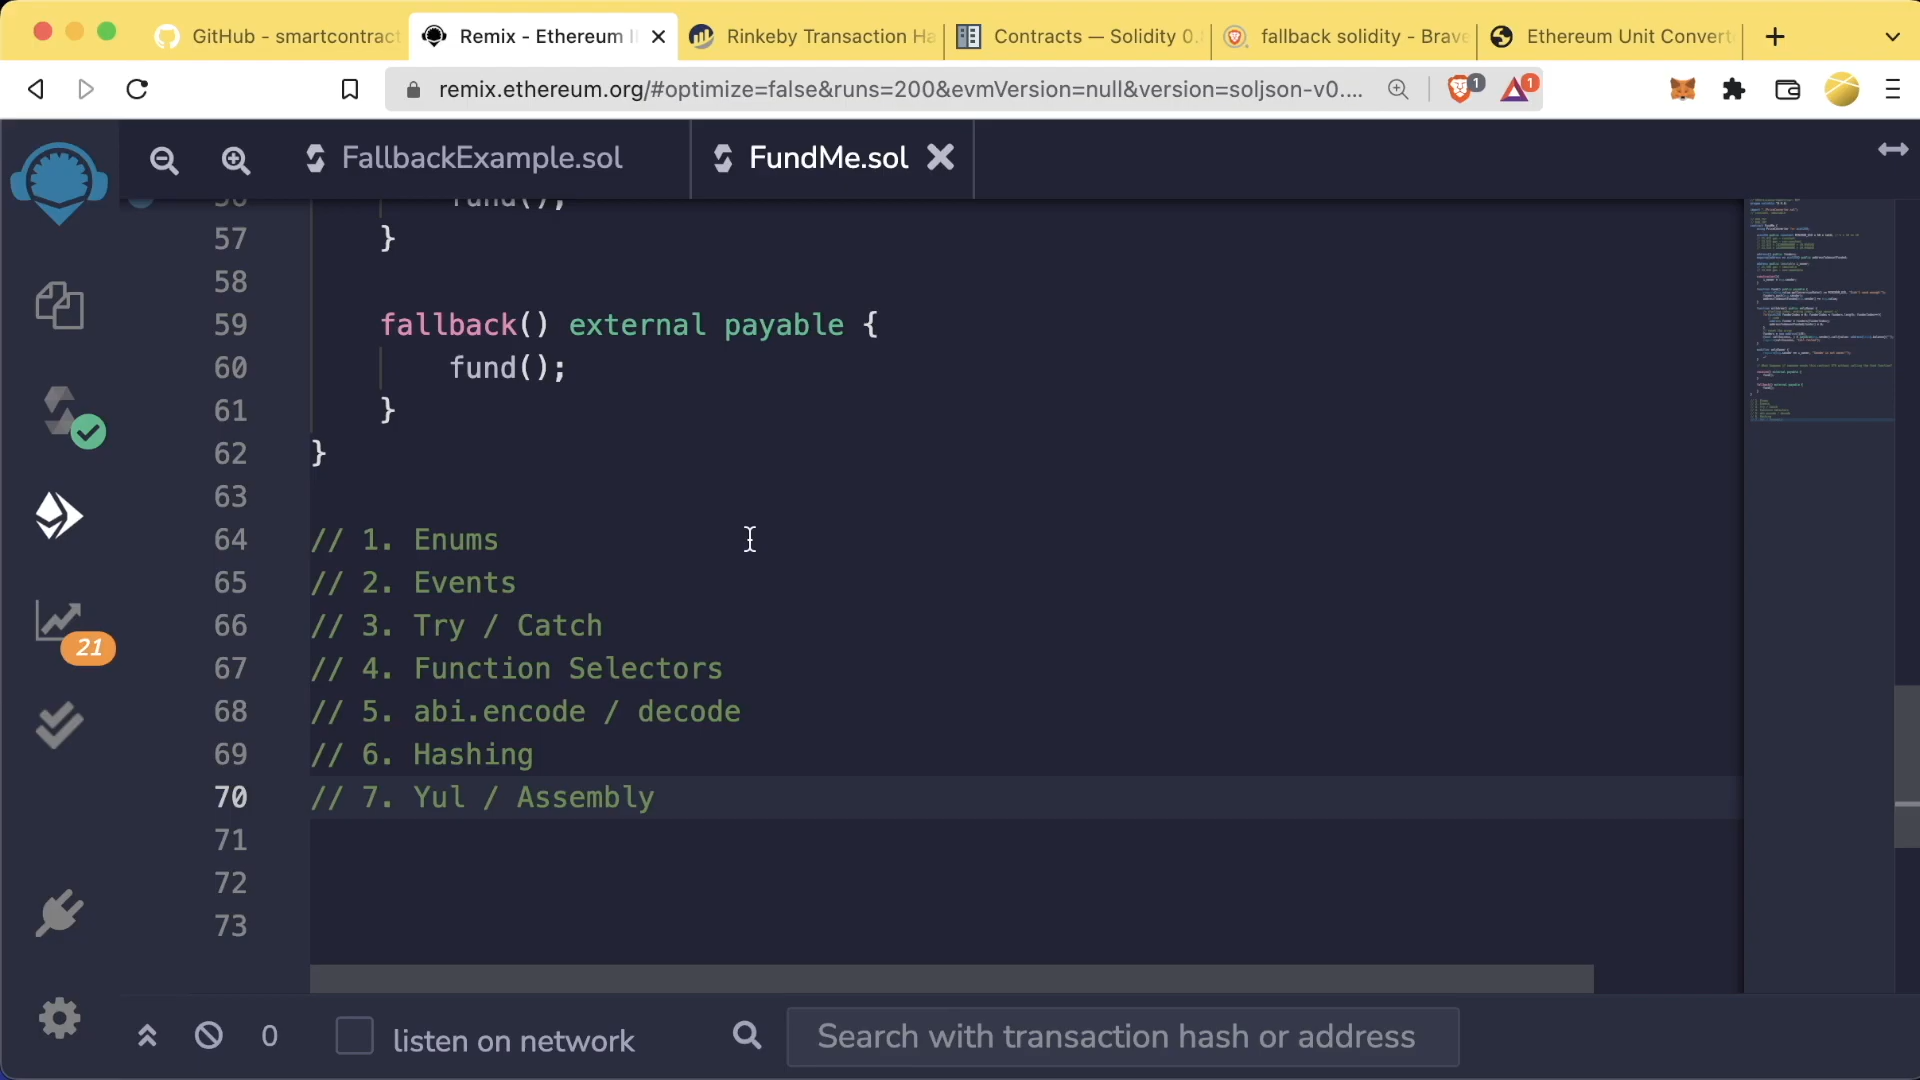 GitHub - smartcontract
Remix - Ethereum I
Rinkeby Transaction Ha
Contracts — Solidity 0.
fallback solidity - Brave
Ethereum Unit Convert
remix.ethereum.org/#optimize=false&runs=200&evmVersion=null&version=soljson-v0....
1
1
FallbackExample.sol
FundMe.sol
56 fund();
57 }
58
59 fallback() external payable {
60 fund();
61 }
62 }
63
64 // 1. Enums
65 // 2. Events
66 // 3. Try / Catch
67 // 4. Function Selectors
68 // 5. abi.encode / decode
69 // 6. Hashing
70 // 7. Yul / Assembly
71
72
73
21
0
listen on network
Search with transaction hash or address